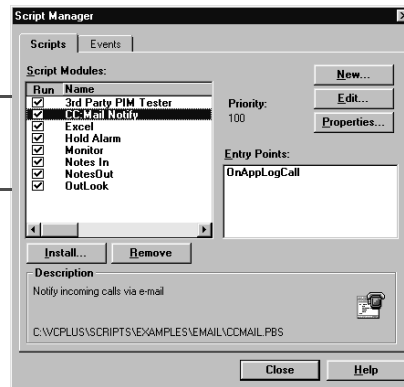 Script Manager
Scripts Events
Script Modules:
Run Name
3rd Party PIM Tester
CC:Mail Notify
Excel
Hold Alarm
Monitor
Notes In
NotesOut
OutLook
Install... Remove
Priority:
100
New...
Edit...
Properties...
Entry Points:
OnAppLogCall
Description
Notify incoming calls via e-mail
C:\VCPLUS\SCRIPTS\EXAMPLES\EMAIL\CCMAIL.PBS
Close Help